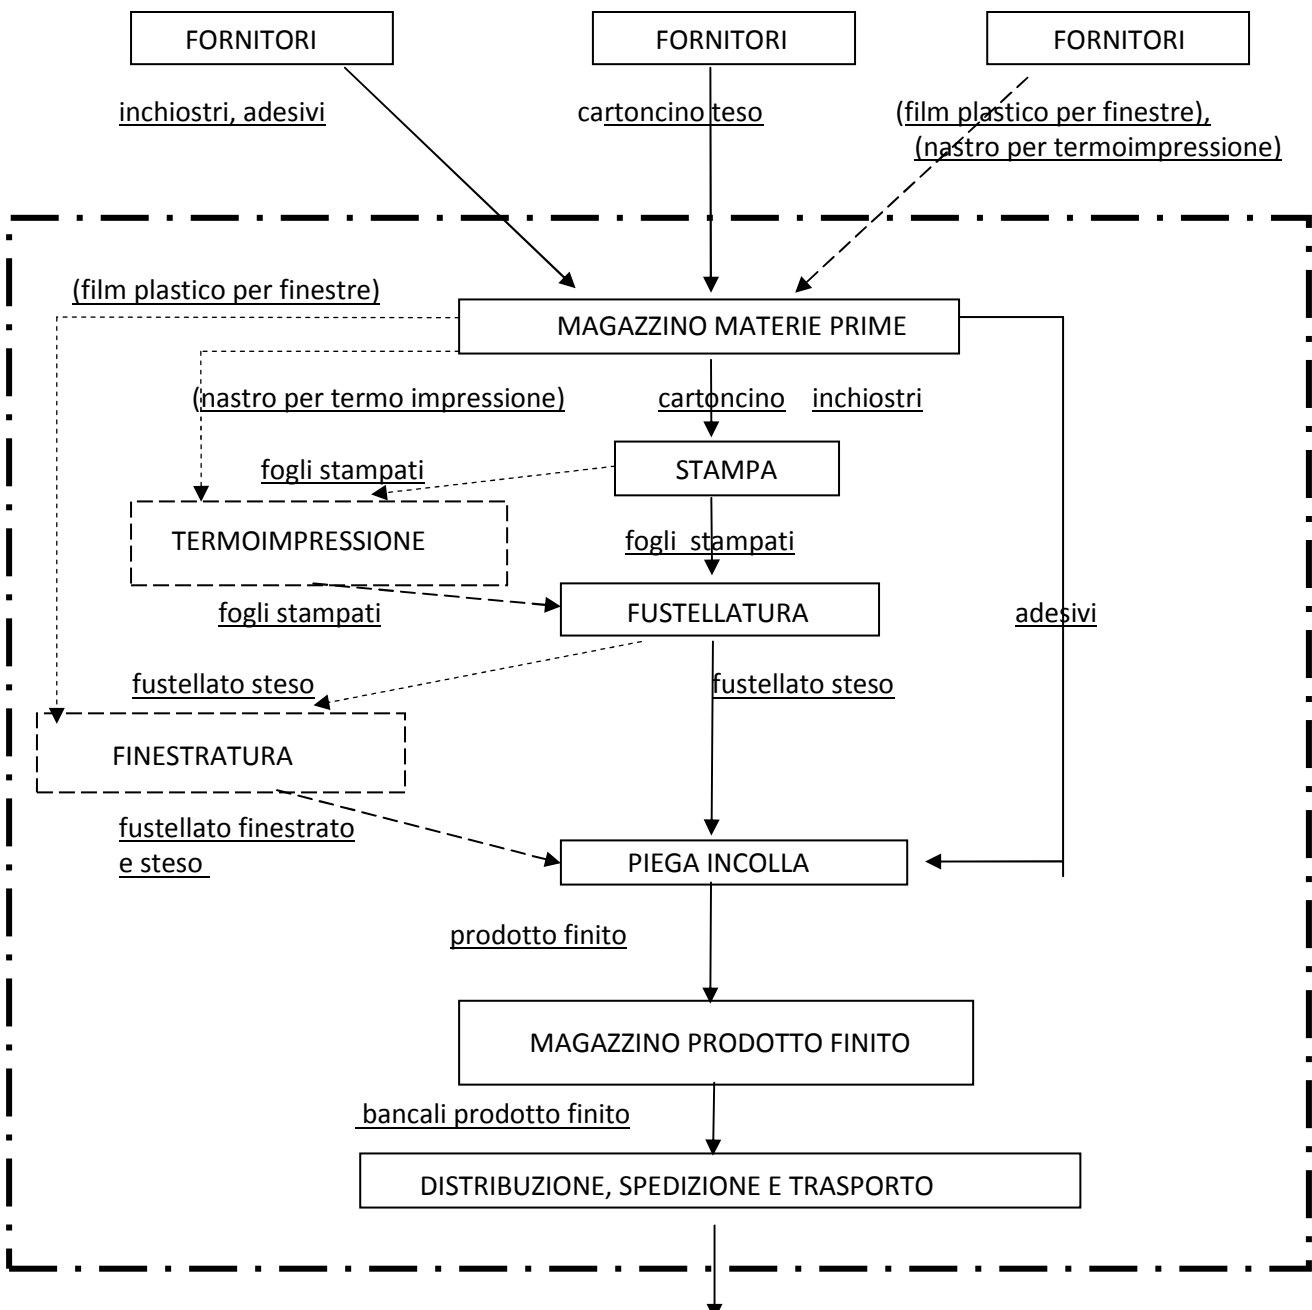 FORNITORI
FORNITORI
FORNITORI
inchiostri, adesivi
cartoncino teso
(film plastico per finestre),
(nastro per termoimpressione)
(film plastico per finestre)
MAGAZZINO MATERIE PRIME
(nastro per termo impressione)
cartoncino
inchiostri
fogli stampati
STAMPA
TERMOIMPRESSIONE
fogli stampati
fogli stampati
FUSTELLATURA
adesivi
fustellato steso
fustellato steso
FINESTRATURA
fustellato finestrato
e steso
PIEGA INCOLLA
prodotto finito
MAGAZZINO PRODOTTO FINITO
bancali prodotto finito
DISTRIBUZIONE, SPEDIZIONE E TRASPORTO